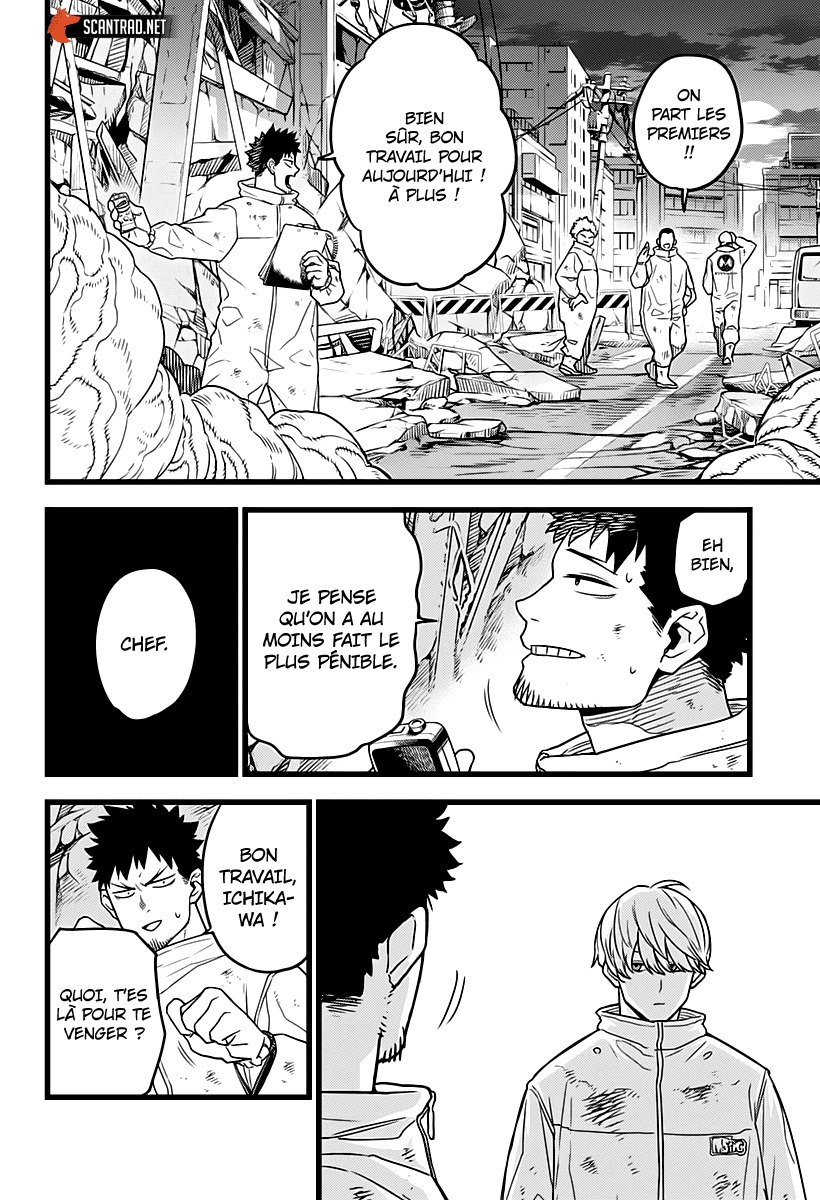 SCANTRAD.NET
ON
PART LES
PREMIERS
!!
BIEN
SÛR, BON
TRAVAIL POUR
AUJOURD'HUI !
À PLUS !
EH
BIEN,
JE PENSE
QU'ON A AU
MOINS FAIT LE
PLUS PÉNIBLE.
CHEF.
BON
TRAVAIL,
ICHIKA-
WA !
QUOI, T'ES
LÀ POUR TE
VENGER ?